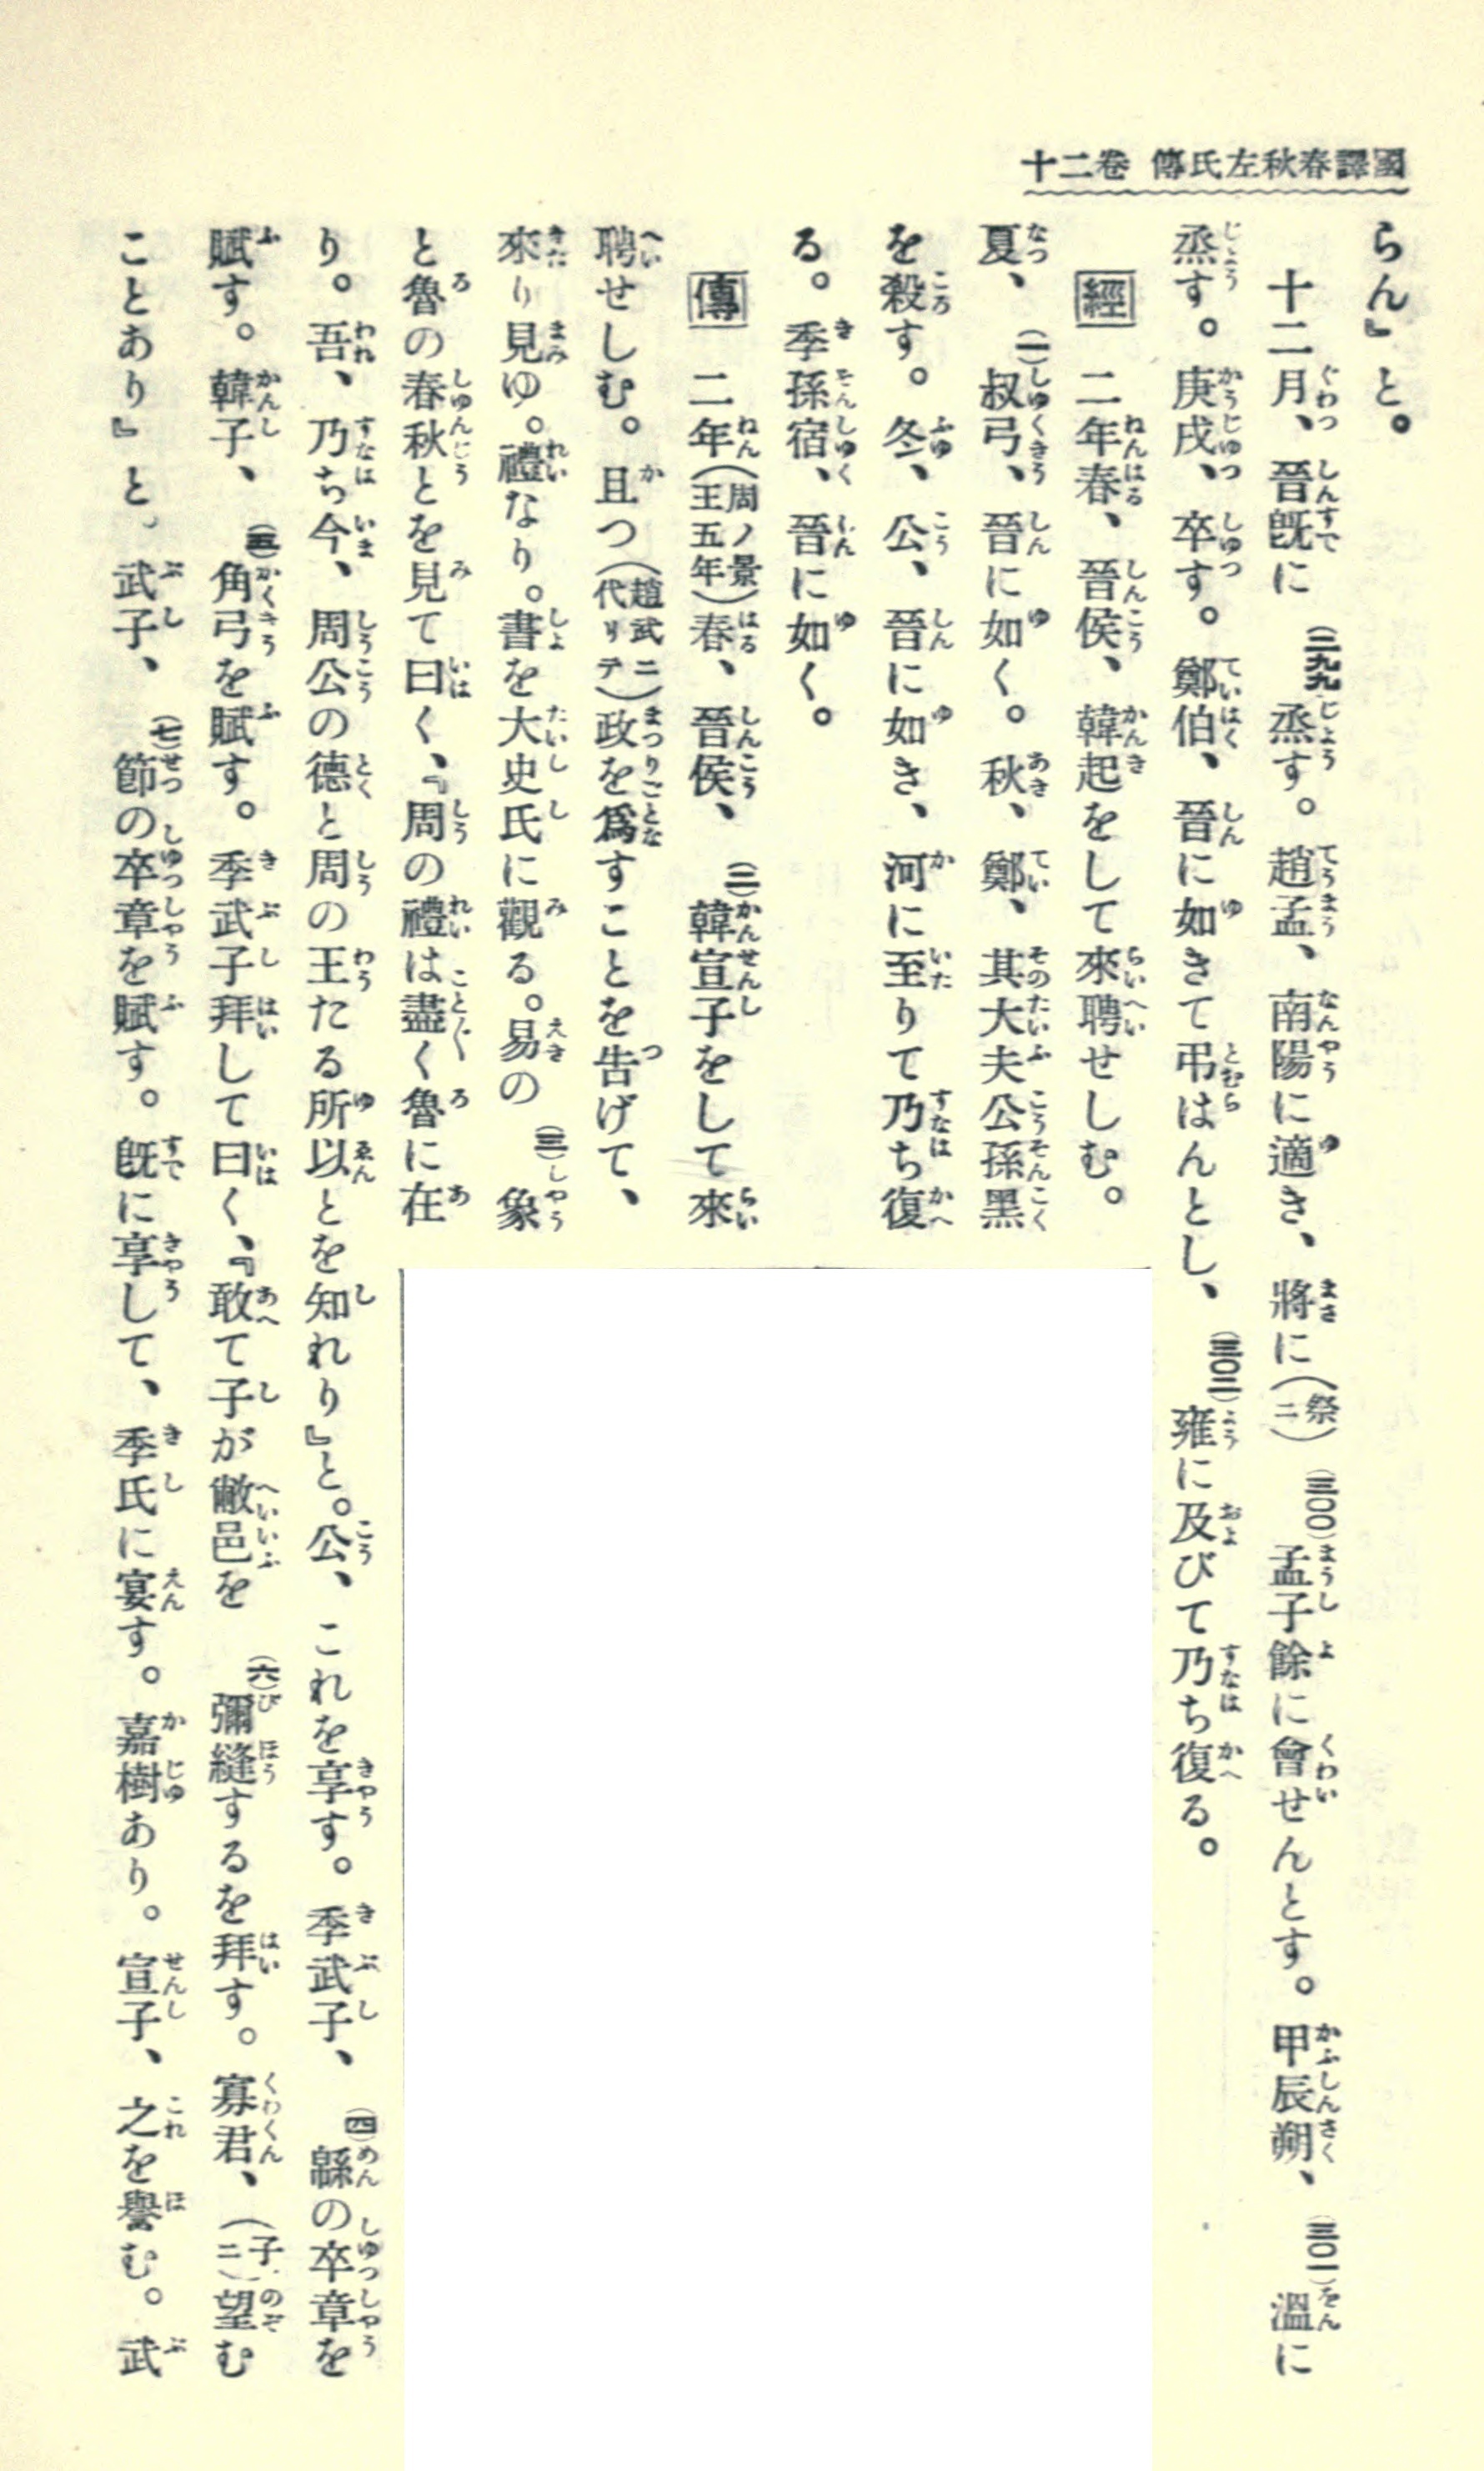 國譯春秋左氏傳 卷二十
らん』と。
十二月、晉既に(二九九)烝す。趙孟、南陽に適き、將に(祭ニ)(三〇〇)孟子餘に會せんとす。甲辰朔、(三〇一)溫に
烝す。庚戌、卒す。鄭伯、晉に如きて弔はんとし、(三〇二)雍に及びて乃ち復る。
經 二年春、晉侯、韓起をして來聘せしむ。
夏、(一)叔弓、晉に如く。秋、鄭、其大夫公孫黑
を殺す。冬、公、晉に如き、河に至りて乃ち復
る。季孫宿、晉に如く。
傳 二年(周ノ景王五年)春、晉侯、(二)韓宣子をして來
聘せしむ。且つ(趙武ニ代リテ)政を爲すことを告げて、
來り見ゆ。禮なり。書を大史氏に觀る。易の(三)象
と魯の春秋とを見て曰く、『周の禮は盡く魯に在
り。吾、乃ち今、周公の德と周の王たる所以とを知れり』と。公、これを享す。季武子、(四)緜の卒章を
賦す。韓子、(五)角弓を賦す。季武子拜して曰く、『敢て子が敝邑を(六)彌縫するを拜す。寡君、(子ニ)望む
ことあり』と。武子、(七)節の卒章を賦す。既に享して、季氏に宴す。嘉樹あり。宣子、之を譽む。武